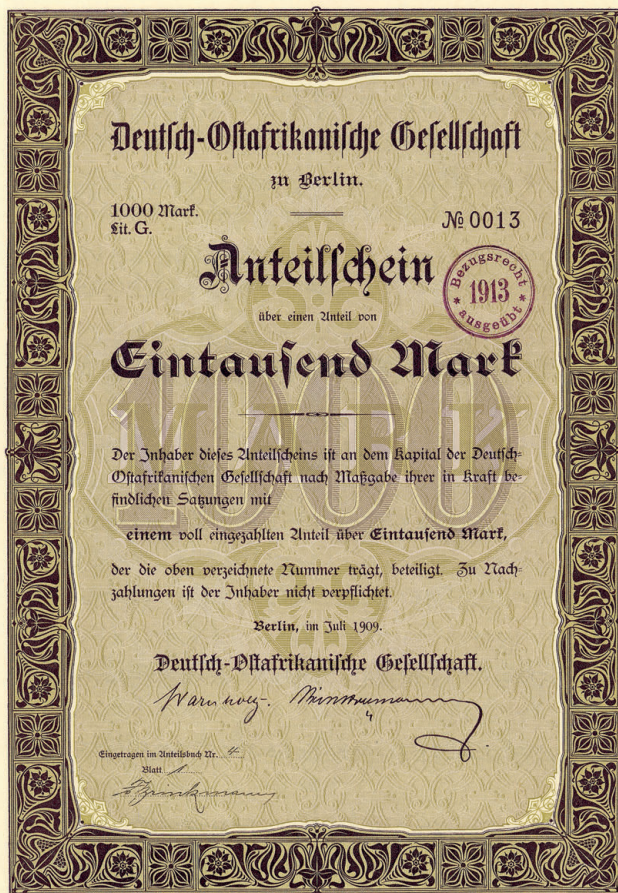 Deutsch-Ostafrikanische Gesellschaft
zu Berlin.
1000 Mark.
Lit. G.
№ 0013
Anteilschein
Bezugsrecht
* 1913 *
ausgeübt
über einen Anteil von
Eintausend Mark
1000
MARK
Der Inhaber dieses Anteilscheins ist an dem Kapital der Deutsch-
Ostafrikanischen Gesellschaft nach Maßgabe ihrer in Kraft be-
findlichen Satzungen mit
einem voll eingezahlten Anteil über Eintausend Mark,
der die oben verzeichnete Nummer trägt, beteiligt. Zu Nach-
zahlungen ist der Inhaber nicht verpflichtet.
Berlin, im Juli 1909.
Deutsch-Ostafrikanische Gesellschaft.
Warnholtz.
Eingetragen im Anteilsbuch Nr. 4
Blatt 1